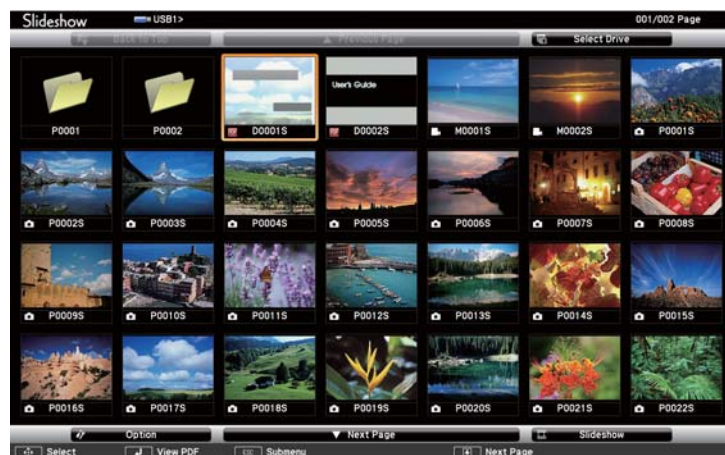 Slideshow USB1> 001/002 Page
Back to Top Previous Page Select Drive
P0001 P0002 D0001S D0002S M0001S M0002S P0001S
User's Guide
P0002S P0003S P0004S P0005S P0006S P0007S P0008S
P0009S P0010S P0011S P0012S P0013S P0014S P0015S
P0016S P0017S P0018S P0019S P0020S P0021S P0022S
Option Next Page Slideshow
Select View PDF Esc Submenu Next Page